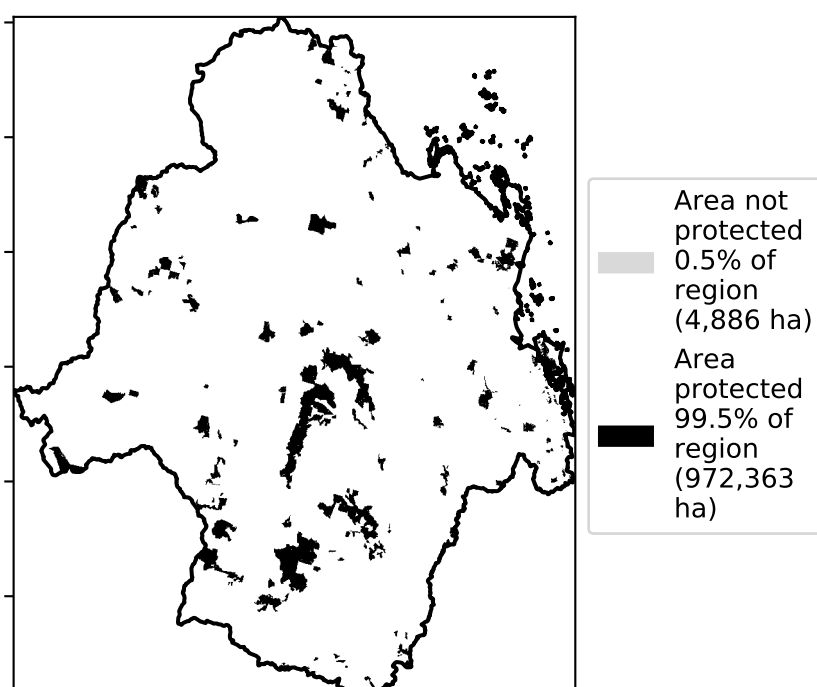 Area not
protected
0.5% of
region
(4,886 ha)
Area
protected
99.5% of
region
(972,363
ha)